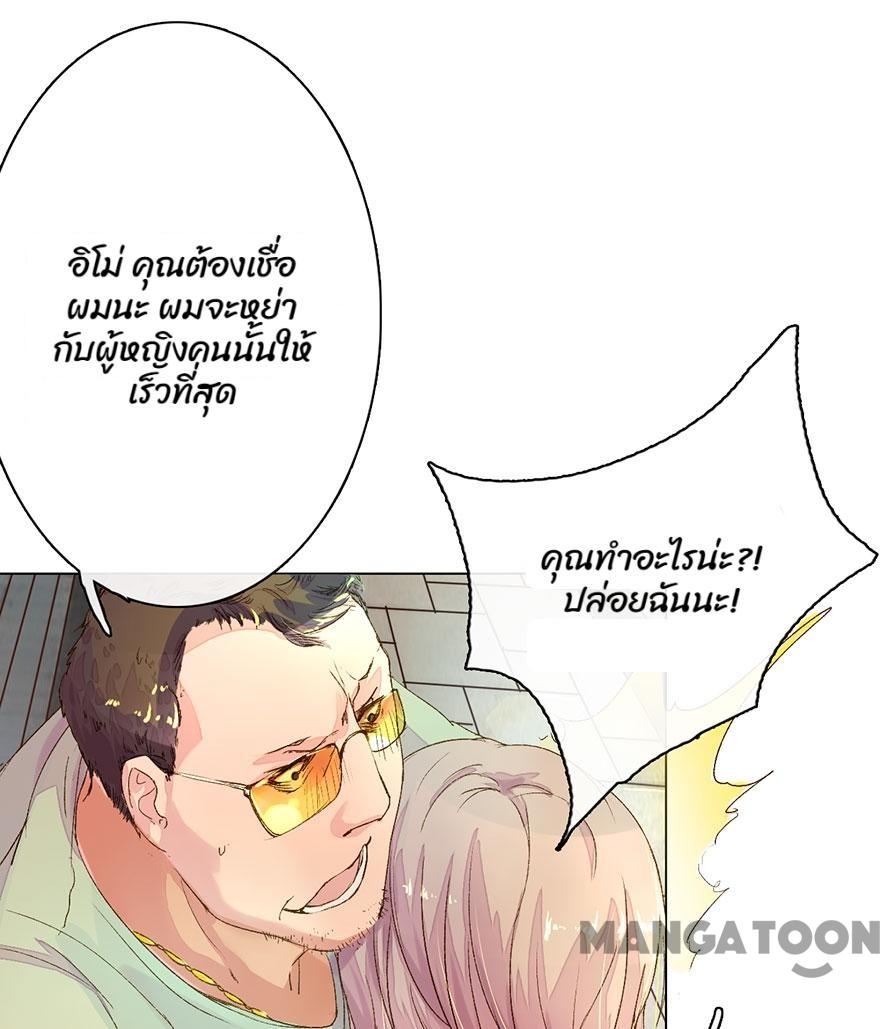 อิโม่ คุณต้องเชื่อ
ผมนะ ผมจะหย่า
กับผู้หญิงคนนั้นให้
เร็วที่สุด
คุณทำอะไรน่ะ?!
ปล่อยฉันนะ!
MANGATOON